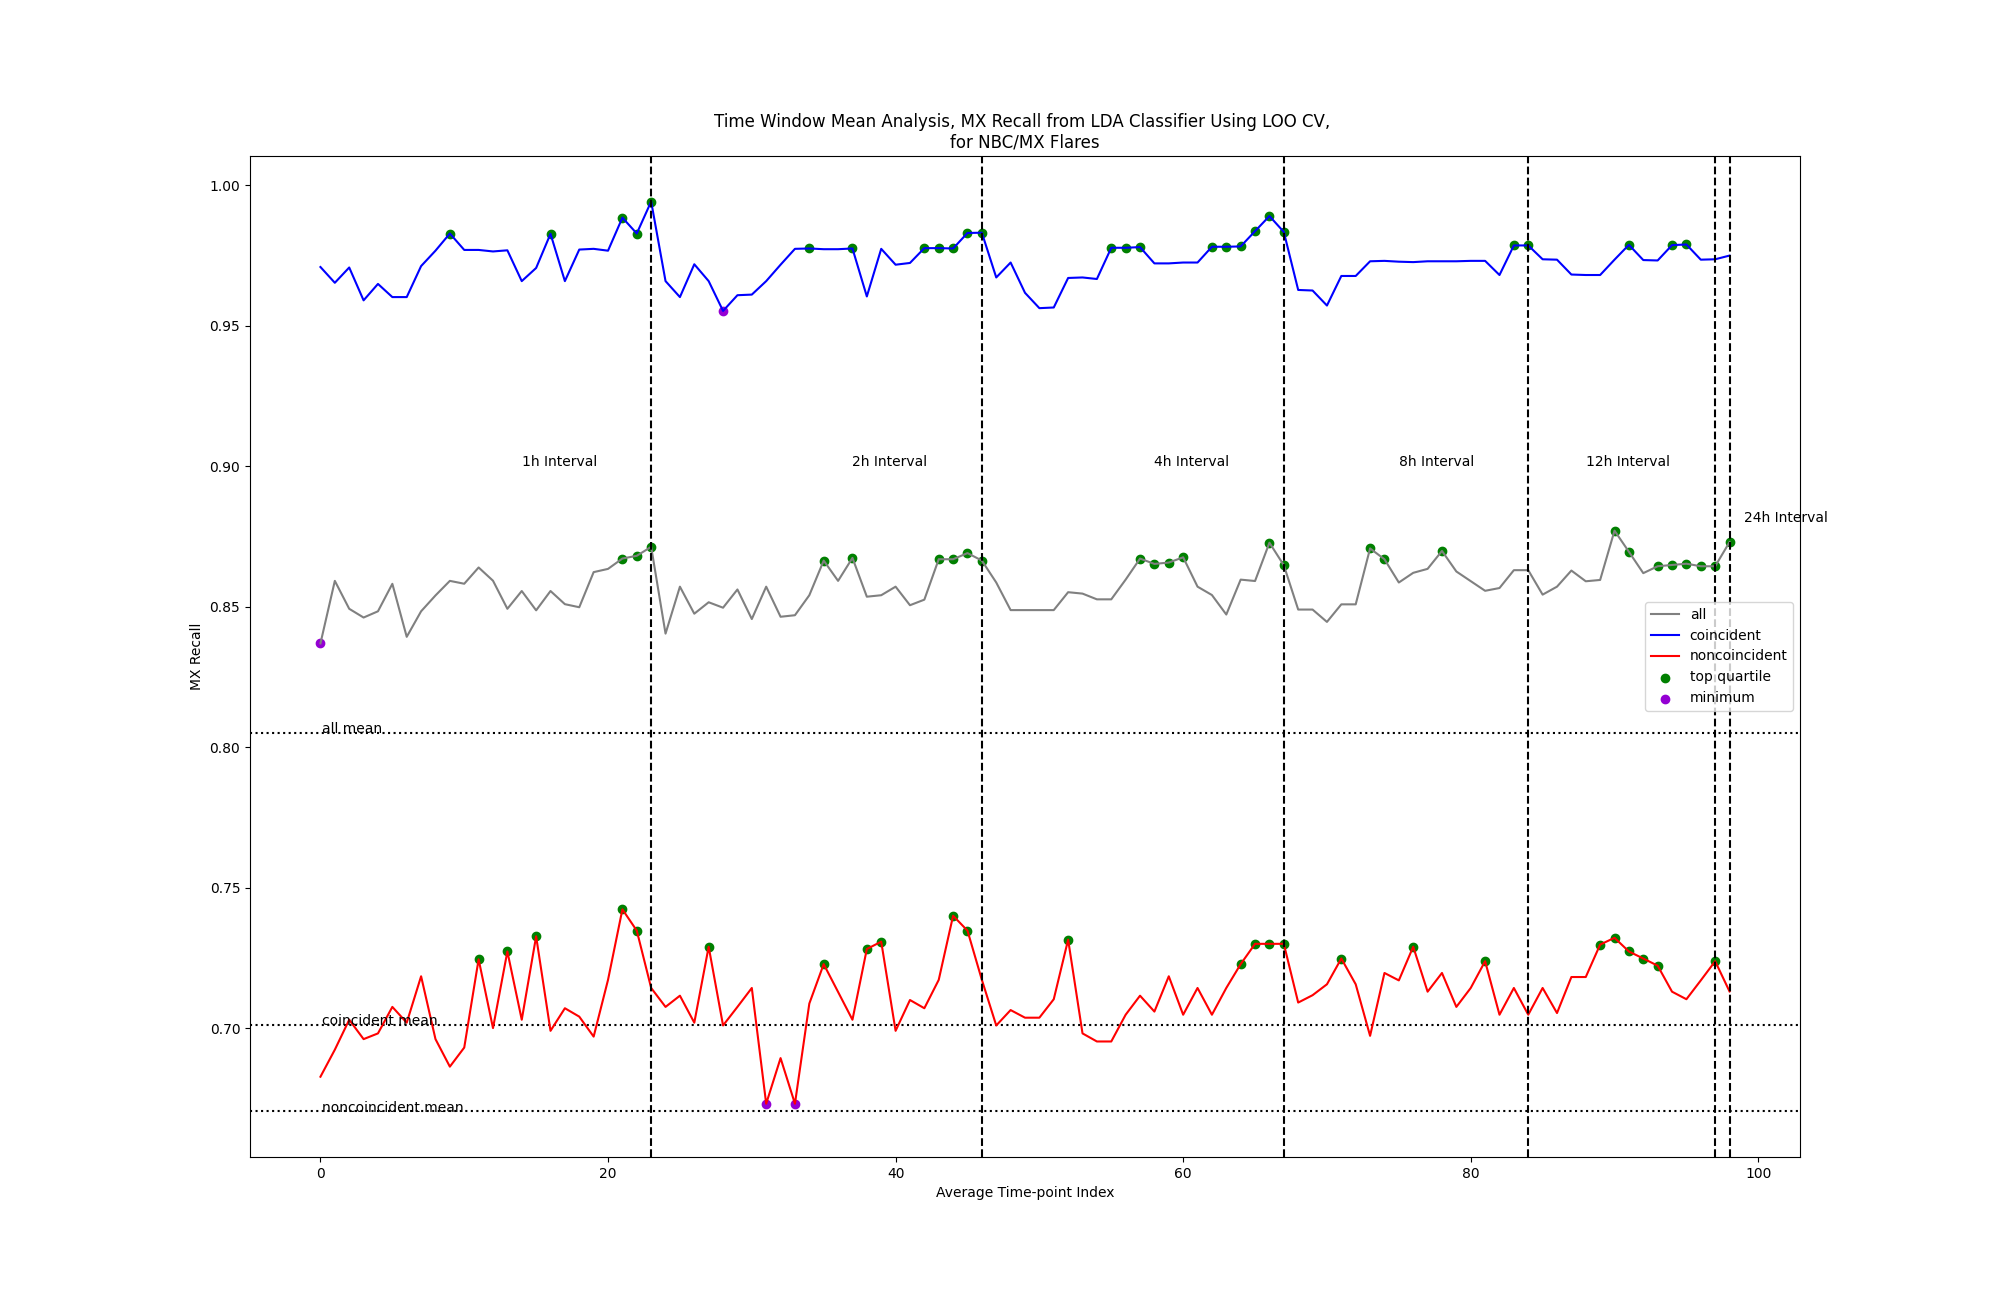 Time Window Mean Analysis, MX Recall from LDA Classifier Using LOO CV,
for NBC/MX Flares
1.00
0.95
0.90
0.85
0.80
0.75
0.70
MX Recall
1h Interval
2h Interval
4h Interval
8h Interval
12h Interval
24h Interval
all
coincident
noncoincident
top quartile
minimum
all mean
coincident mean
noncoincident mean
0
20
40
60
80
100
Average Time-point Index